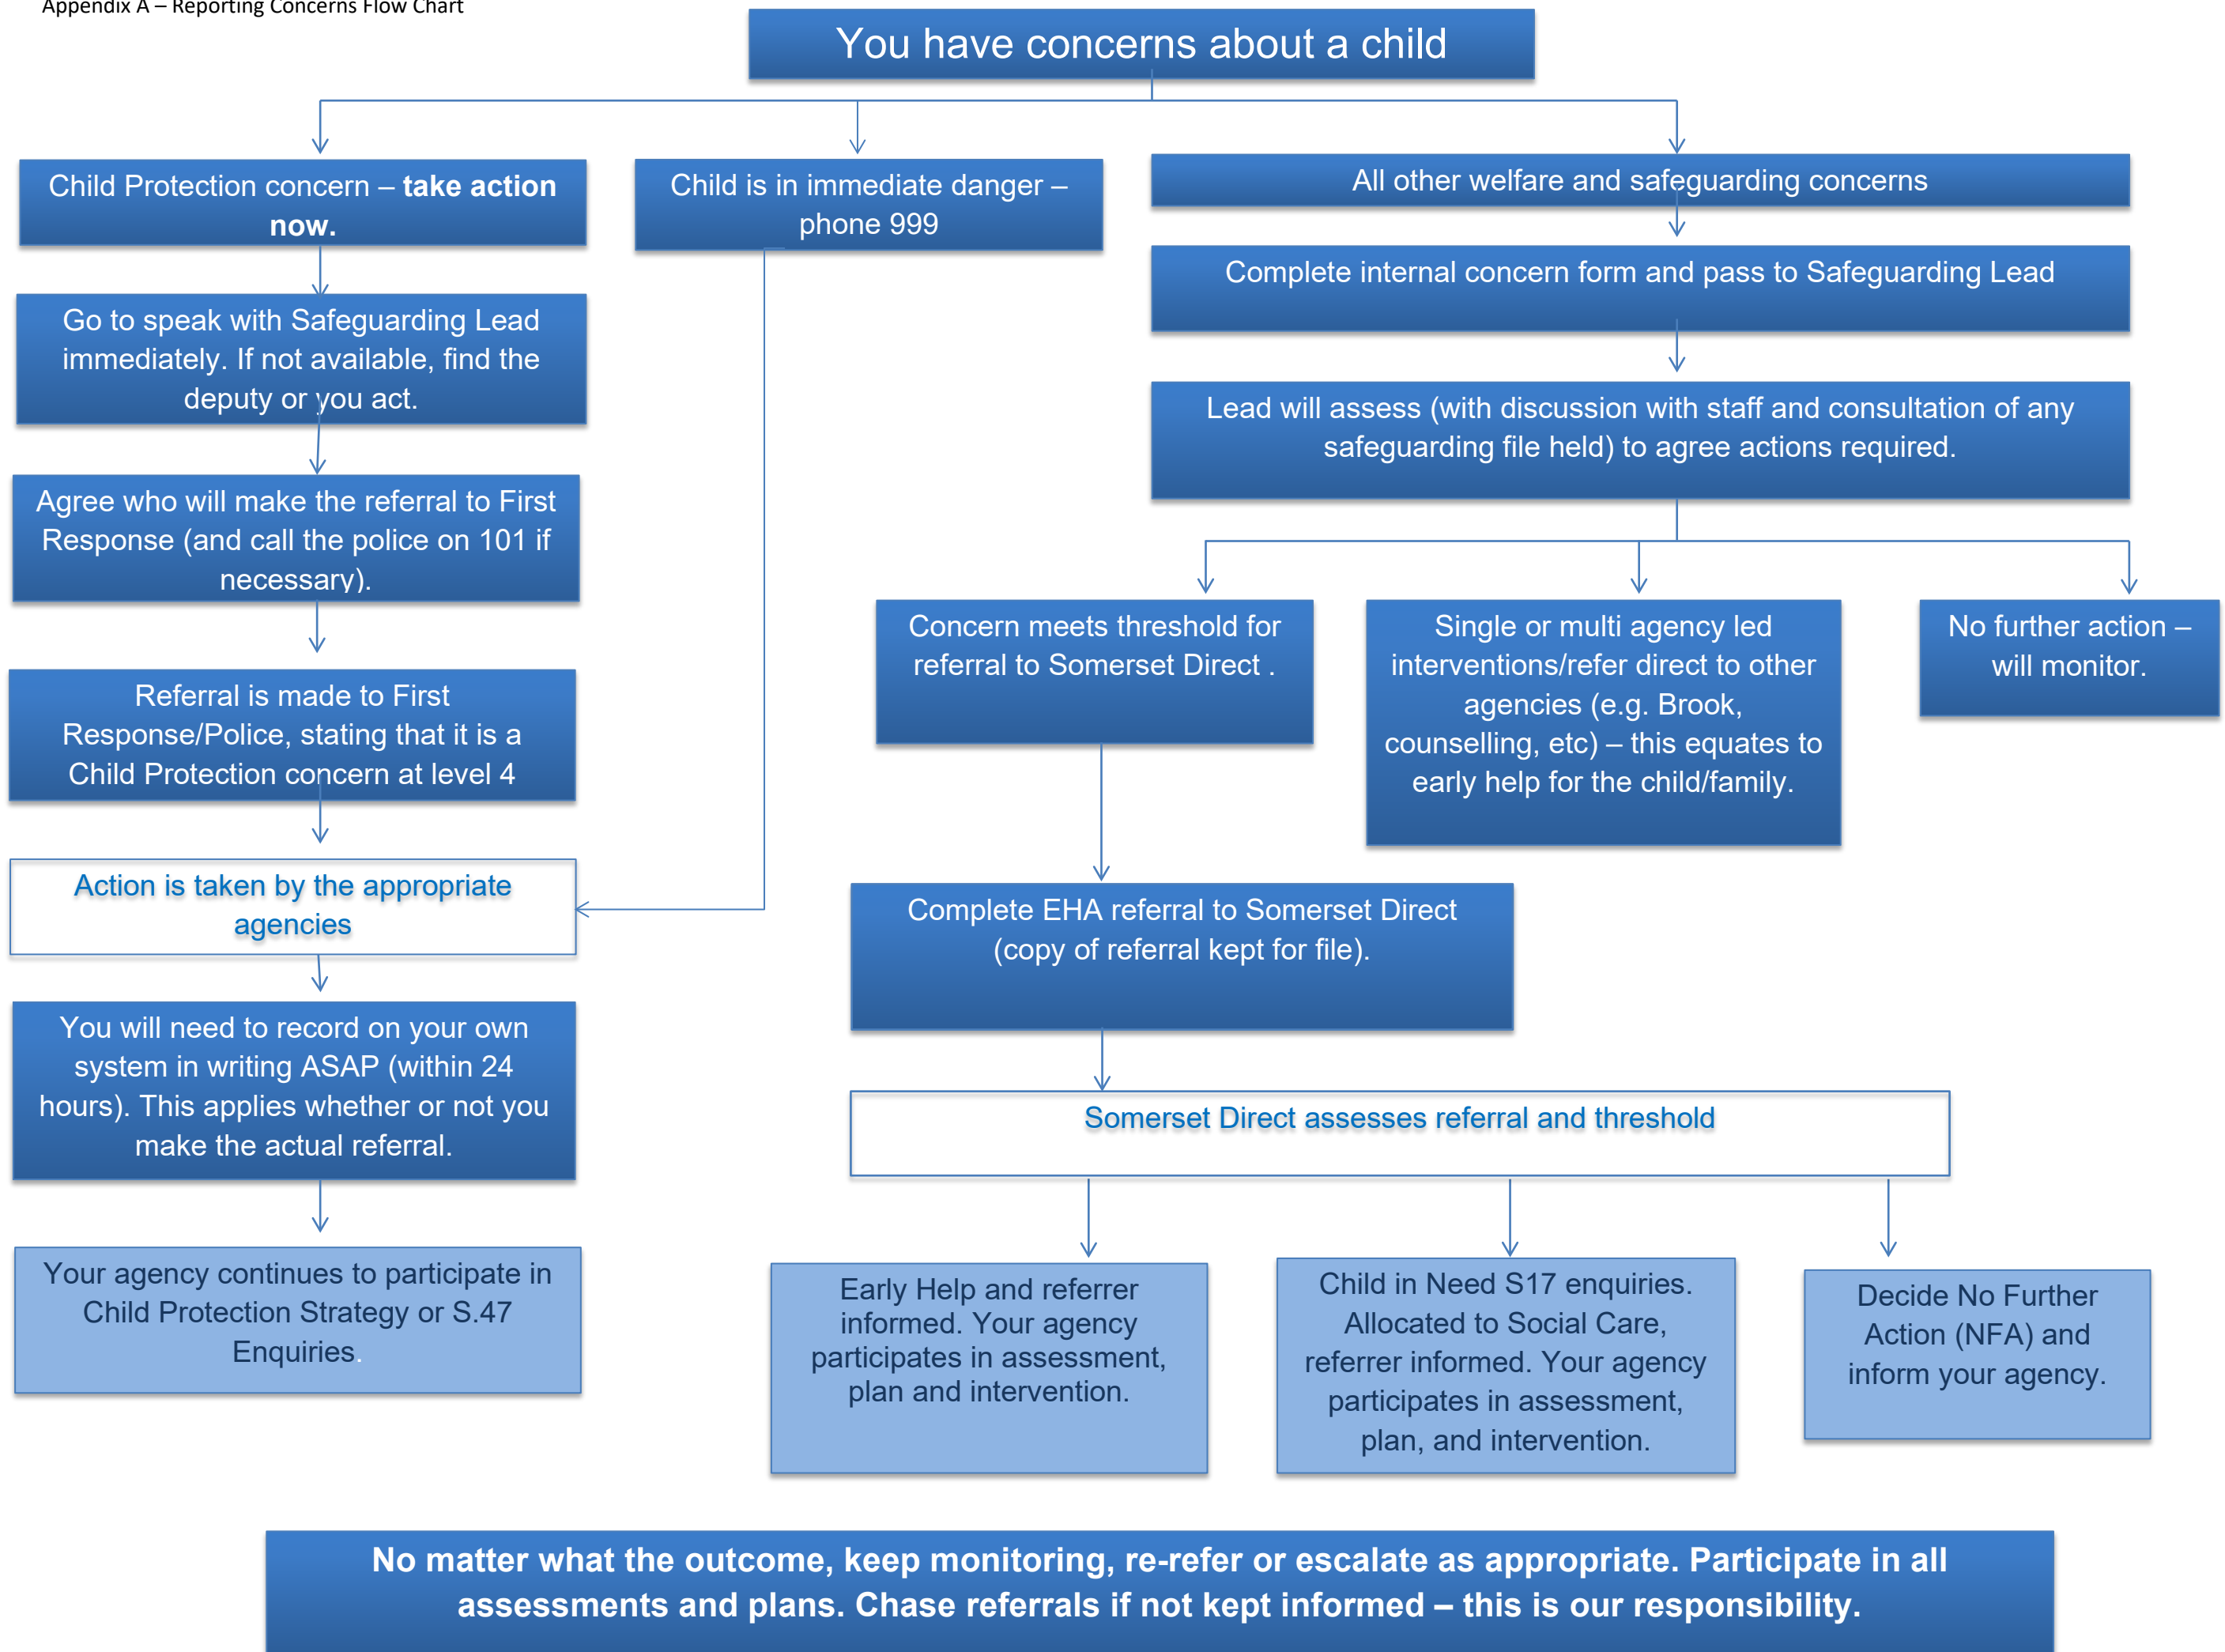 Appendix A – Reporting Concerns Flow Chart
You have concerns about a child
Child Protection concern – take action
now.
Child is in immediate danger –
phone 999
All other welfare and safeguarding concerns
Go to speak with Safeguarding Lead
immediately. If not available, find the
deputy or you act.
Complete internal concern form and pass to Safeguarding Lead
Lead will assess (with discussion with staff and consultation of any
safeguarding file held) to agree actions required.
Agree who will make the referral to First
Response (and call the police on 101 if
necessary).
Concern meets threshold for
referral to Somerset Direct .
Single or multi agency led
interventions/refer direct to other
agencies (e.g. Brook,
counselling, etc) – this equates to
early help for the child/family.
No further action –
will monitor.
Referral is made to First
Response/Police, stating that it is a
Child Protection concern at level 4
Action is taken by the appropriate
agencies
Complete EHA referral to Somerset Direct
(copy of referral kept for file).
You will need to record on your own
system in writing ASAP (within 24
hours). This applies whether or not you
make the actual referral.
Somerset Direct assesses referral and threshold
Your agency continues to participate in
Child Protection Strategy or S.47
Enquiries.
Early Help and referrer
informed. Your agency
participates in assessment,
plan and intervention.
Child in Need S17 enquiries.
Allocated to Social Care,
referrer informed. Your agency
participates in assessment,
plan, and intervention.
Decide No Further
Action (NFA) and
inform your agency.
No matter what the outcome, keep monitoring, re-refer or escalate as appropriate. Participate in all
assessments and plans. Chase referrals if not kept informed – this is our responsibility.